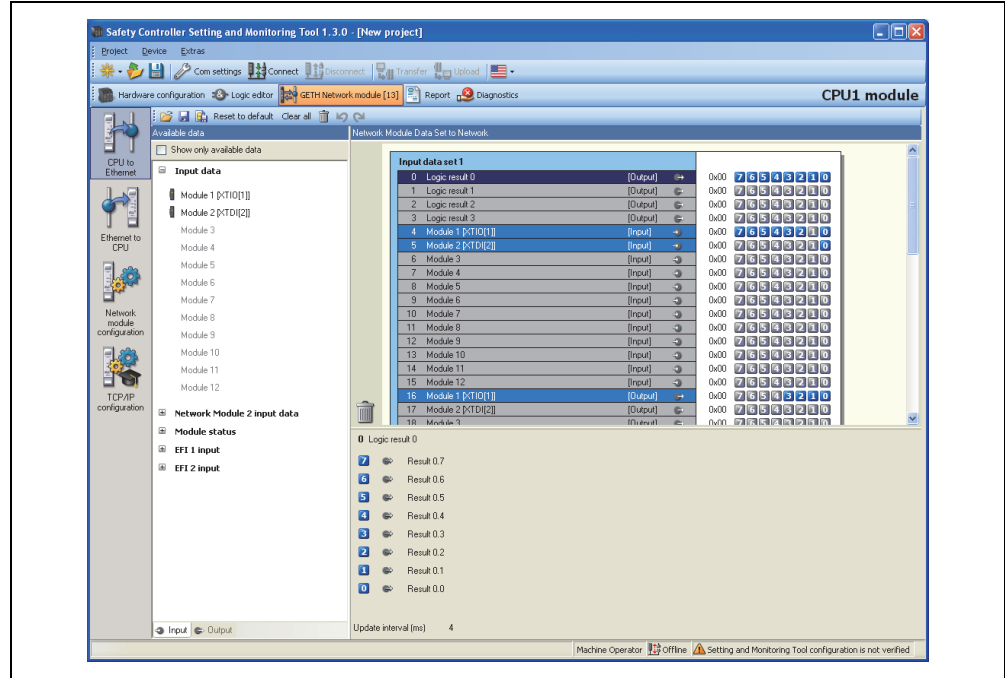 Safety Controller Setting and Monitoring Tool 1.3.0 - [New project]
Project Device Extras
Com settings Connect Disconnect Transfer Upload
Hardware configuration Logic editor GETH Network module [13] Report Diagnostics CPU1 module
Reset to default Clear all
CPU to
Ethernet
Ethernet to
CPU
Network
module
configuration
TCP/IP
configuration
Available data
Show only available data
Input data
Module 1 [XTIO[1]]
Module 2 [XTDI[2]]
Module 3
Module 4
Module 5
Module 6
Module 7
Module 8
Module 9
Module 10
Module 11
Module 12
Network Module 2 input data
Module status
EFI 1 input
EFI 2 input
Input Output
Network Module Data Set to Network
Input data set 1
0 Logic result 0 [Output] 0x00 7 6 5 4 3 2 1 0
1 Logic result 1 [Output] 0x00 7 6 5 4 3 2 1 0
2 Logic result 2 [Output] 0x00 7 6 5 4 3 2 1 0
3 Logic result 3 [Output] 0x00 7 6 5 4 3 2 1 0
4 Module 1 [XTIO[1]] [Input] 0x00 7 6 5 4 3 2 1 0
5 Module 2 [XTDI[2]] [Input] 0x00 7 6 5 4 3 2 1 0
6 Module 3 [Input] 0x00 7 6 5 4 3 2 1 0
7 Module 4 [Input] 0x00 7 6 5 4 3 2 1 0
8 Module 5 [Input] 0x00 7 6 5 4 3 2 1 0
9 Module 6 [Input] 0x00 7 6 5 4 3 2 1 0
10 Module 7 [Input] 0x00 7 6 5 4 3 2 1 0
11 Module 8 [Input] 0x00 7 6 5 4 3 2 1 0
12 Module 9 [Input] 0x00 7 6 5 4 3 2 1 0
13 Module 10 [Input] 0x00 7 6 5 4 3 2 1 0
14 Module 11 [Input] 0x00 7 6 5 4 3 2 1 0
15 Module 12 [Input] 0x00 7 6 5 4 3 2 1 0
16 Module 1 [XTIO[1]] [Output] 0x00 7 6 5 4 3 2 1 0
17 Module 2 [XTDI[2]] [Output] 0x00 7 6 5 4 3 2 1 0
18 Module 3 [Output] 0x00 7 6 5 4 3 2 1 0
0 Logic result 0
7 Result 0.7
6 Result 0.6
5 Result 0.5
4 Result 0.4
3 Result 0.3
2 Result 0.2
1 Result 0.1
0 Result 0.0
Update interval (ms) 4
Machine Operator Offline Setting and Monitoring Tool configuration is not verified